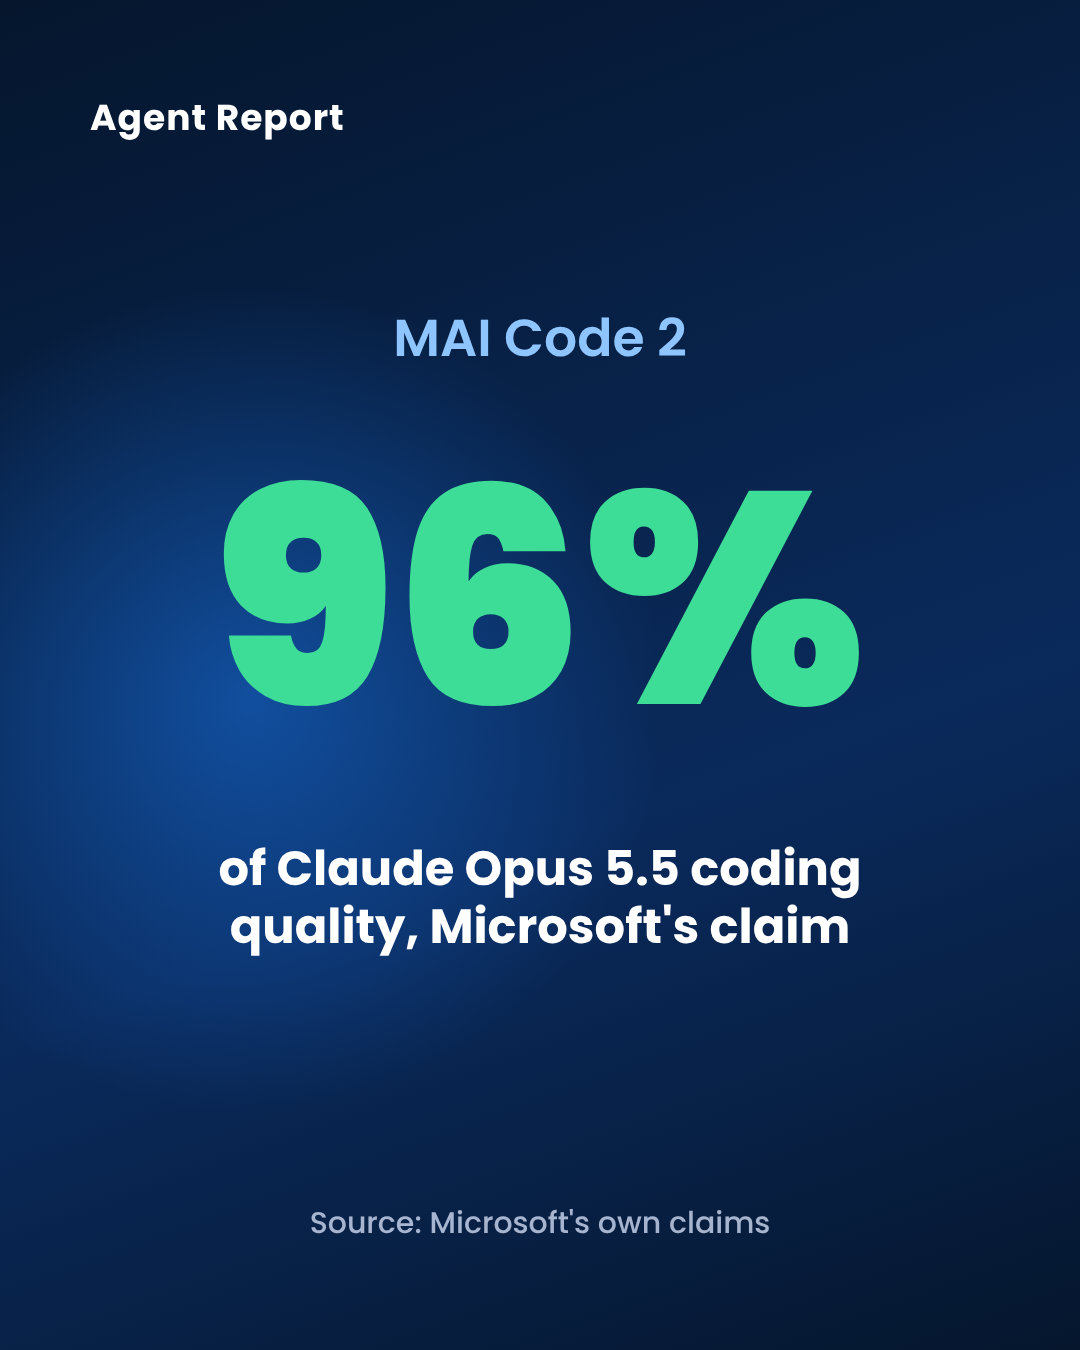 Agent Report
MAI Code 2
96%
of Claude Opus 5.5 coding
quality, Microsoft's claim
Source: Microsoft's own claims